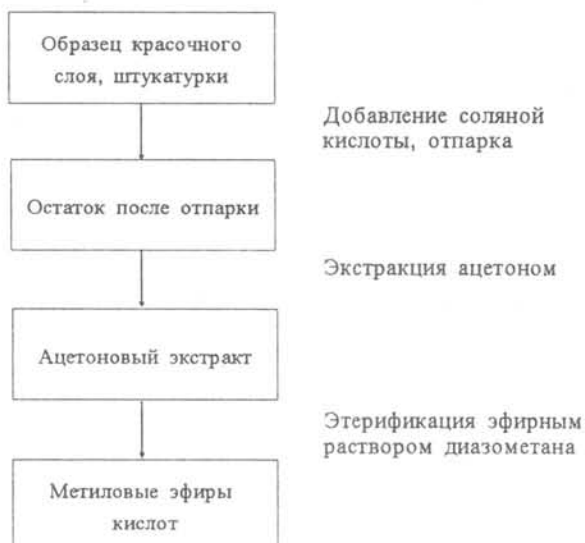 Образец красочного
слоя, штукатурки
Добавление соляной
кислоты, отпарка
Остаток после отпарки
Экстракция ацетоном
Ацетоновый экстракт
Этерификация эфирным
раствором диазометана
Метиловые эфиры
кислот